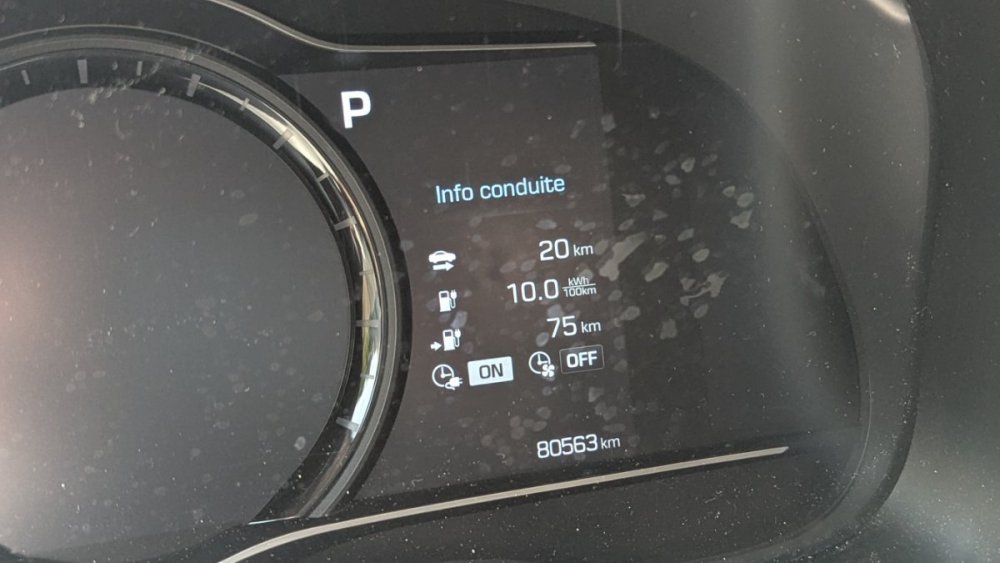 P
Info conduite
20 km
10.0 kWh/100km
75 km
ON OFF
80563 km